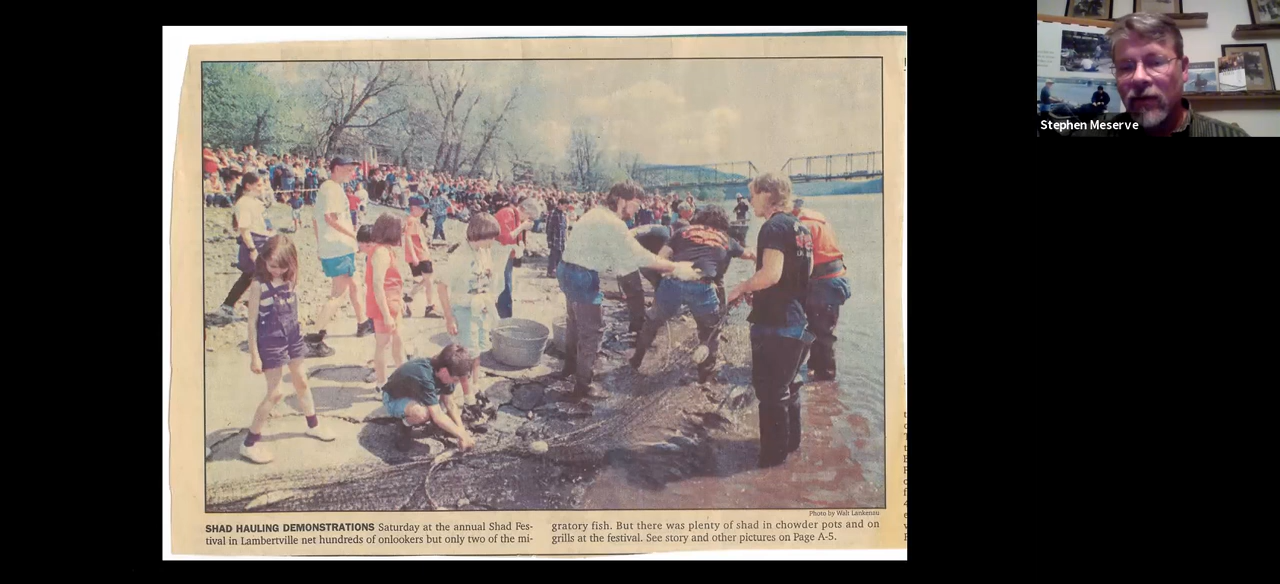 Stephen Meserve
Photo by Walt Lankenau
SHAD HAULING DEMONSTRATIONS Saturday at the annual Shad Fes-
tival in Lambertville net hundreds of onlookers but only two of the mi-
gratory fish. But there was plenty of shad in chowder pots and on
grills at the festival. See story and other pictures on Page A-5.